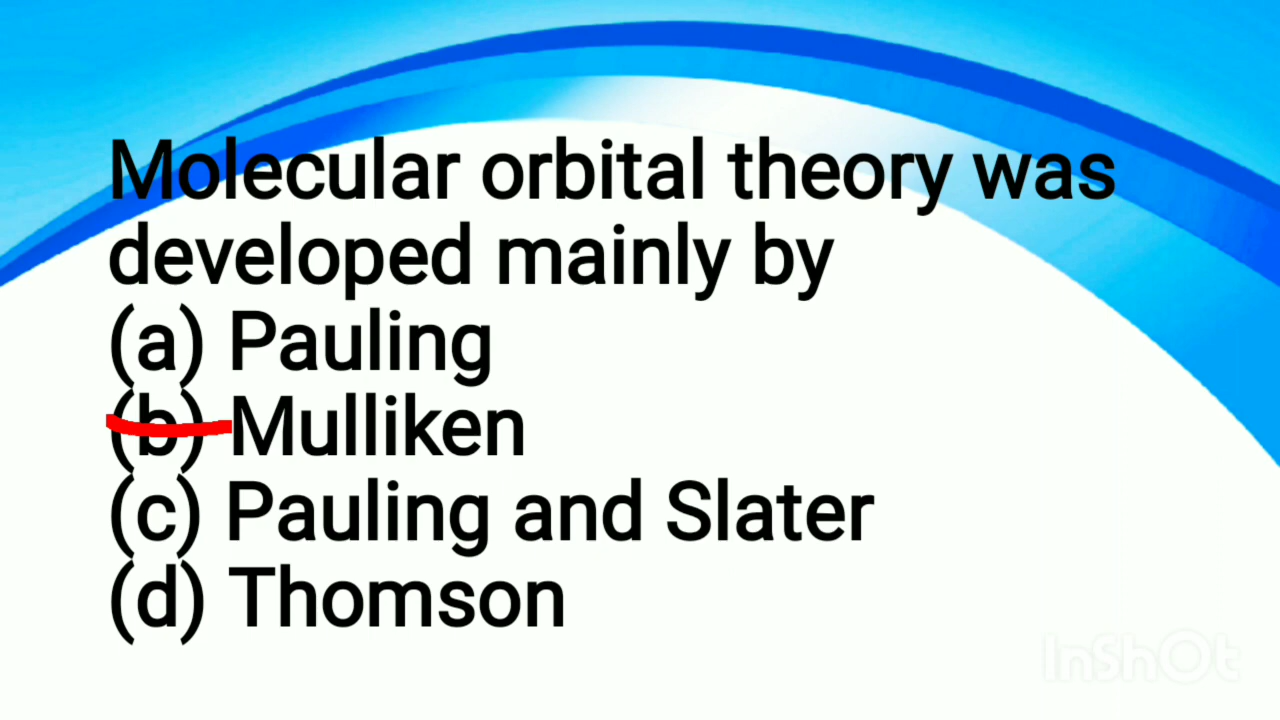 Molecular orbital theory was
developed mainly by
(a) Pauling
(b) Mulliken
(c) Pauling and Slater
(d) Thomson
InShOt